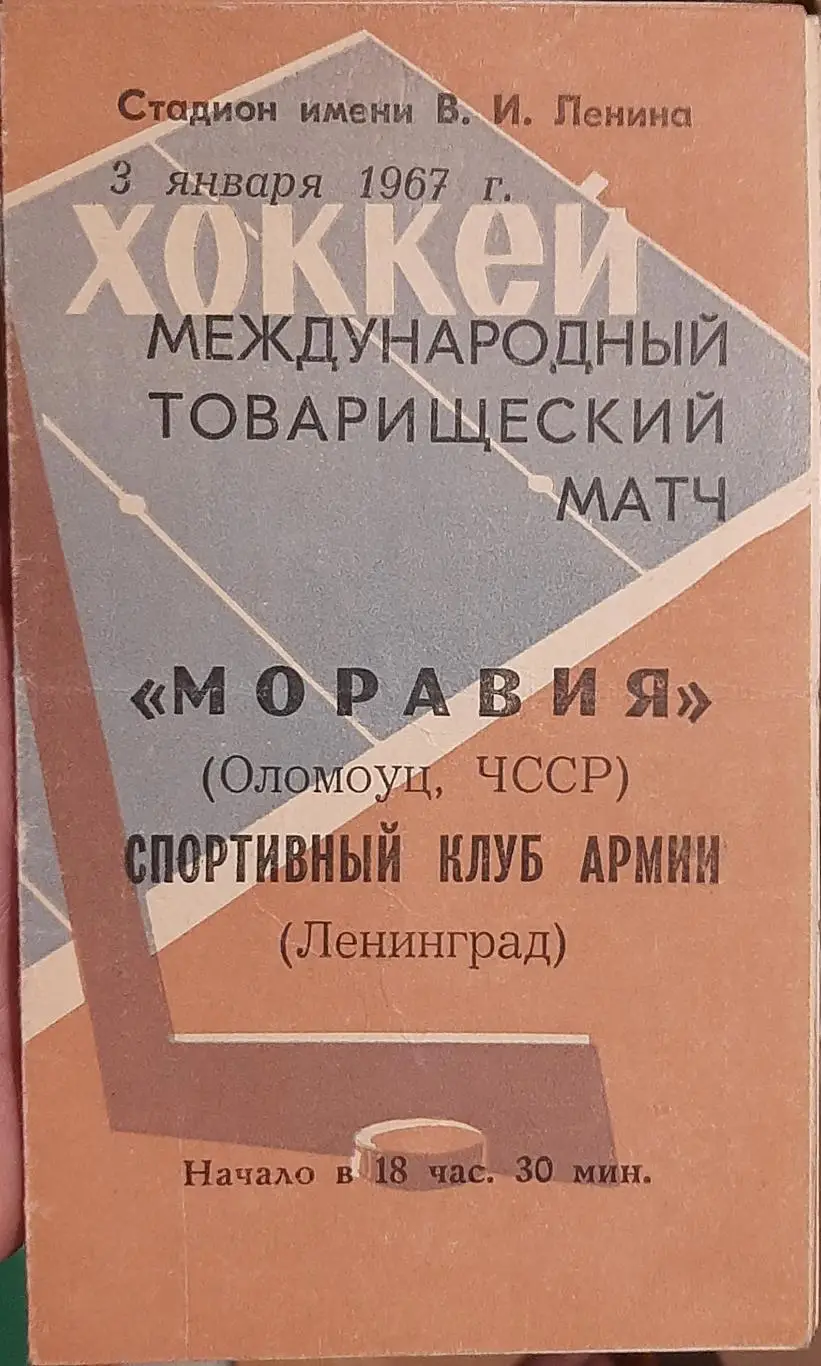 Стадион имени В. И. Ленина
3 января 1967 г.
ХОККЕЙ
МЕЖДУНАРОДНЫЙ
ТОВАРИЩЕСКИЙ
МАТЧ
«МОРАВИЯ»
(Оломоуц, ЧССР)
СПОРТИВНЫЙ КЛУБ АРМИИ
(Ленинград)
Начало в 18 час. 30 мин.